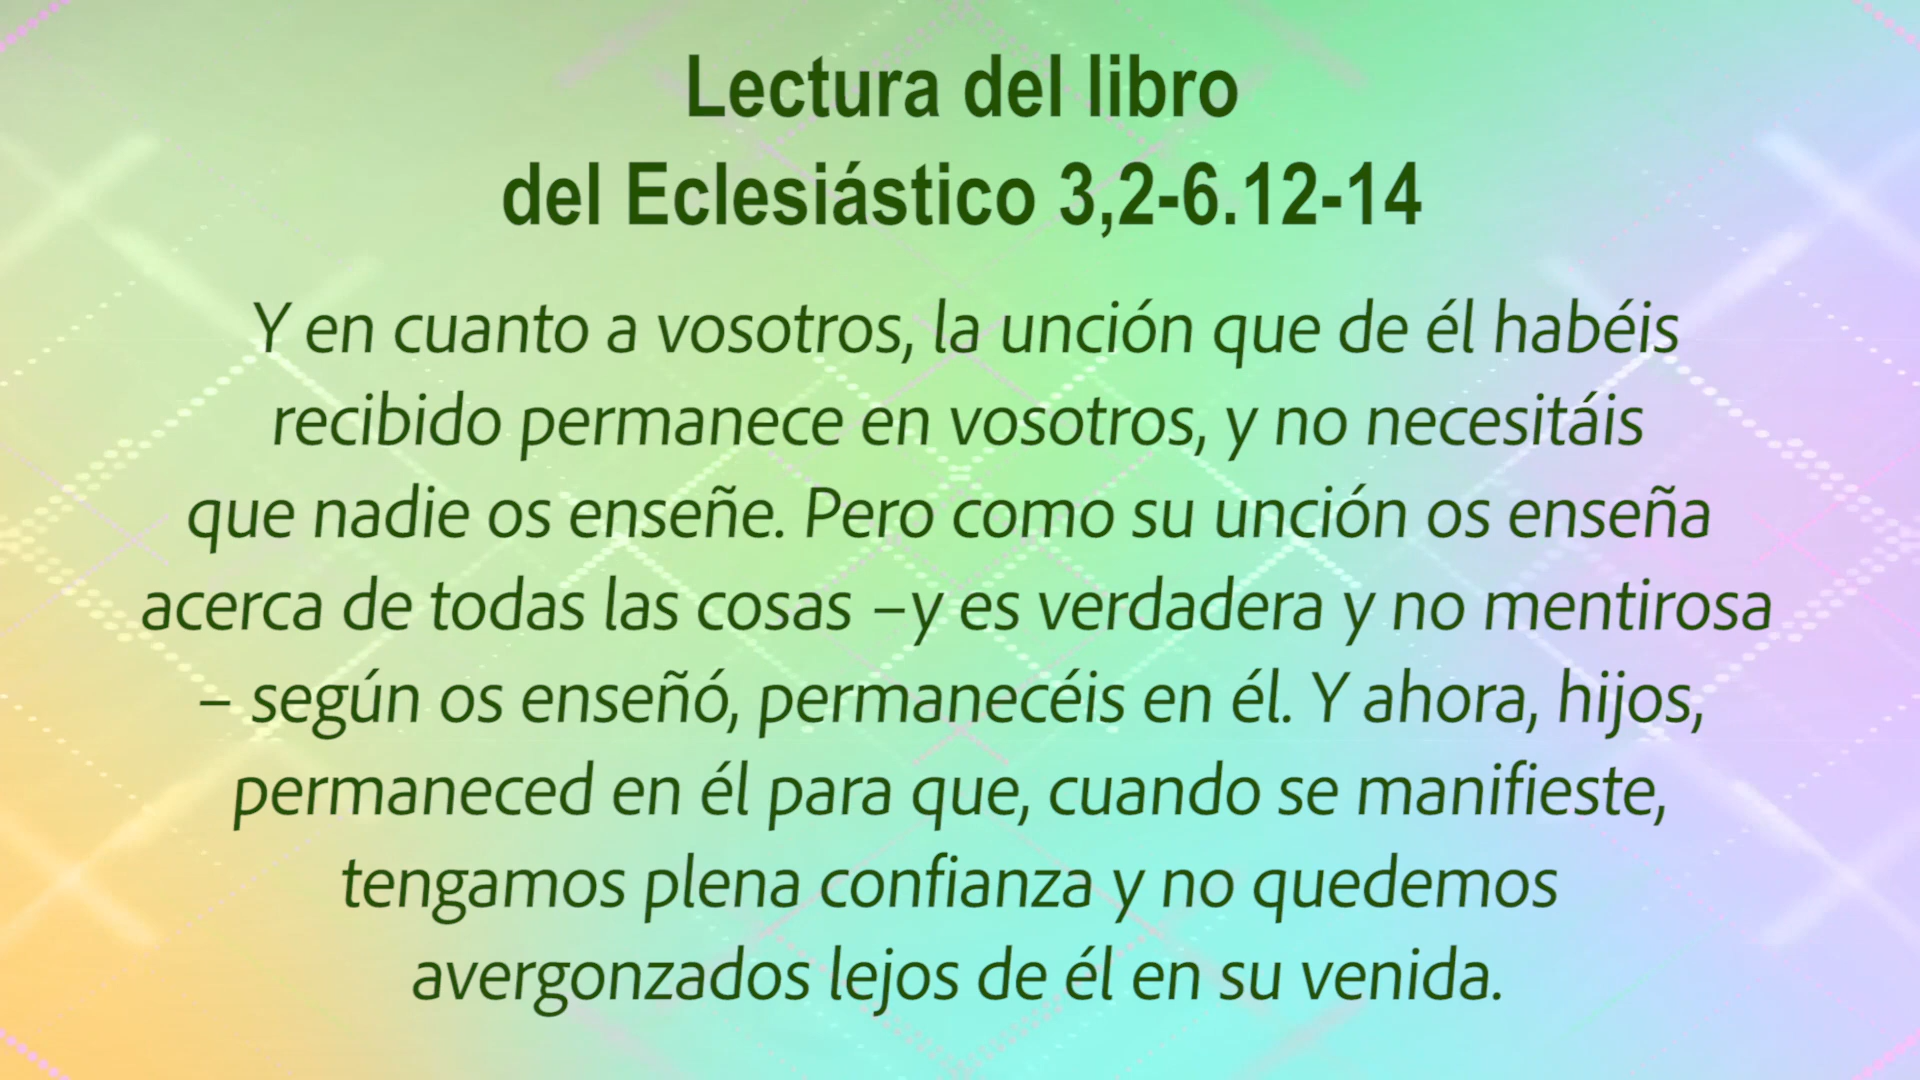 Lectura del libro
del Eclesiástico 3,2-6.12-14
Y en cuanto a vosotros, la unción que de él habéis
recibido permanece en vosotros, y no necesitáis
que nadie os enseñe. Pero como su unción os enseña
acerca de todas las cosas –y es verdadera y no mentirosa
– según os enseñó, permanecéis en él. Y ahora, hijos,
permaneced en él para que, cuando se manifieste,
tengamos plena confianza y no quedemos
avergonzados lejos de él en su venida.